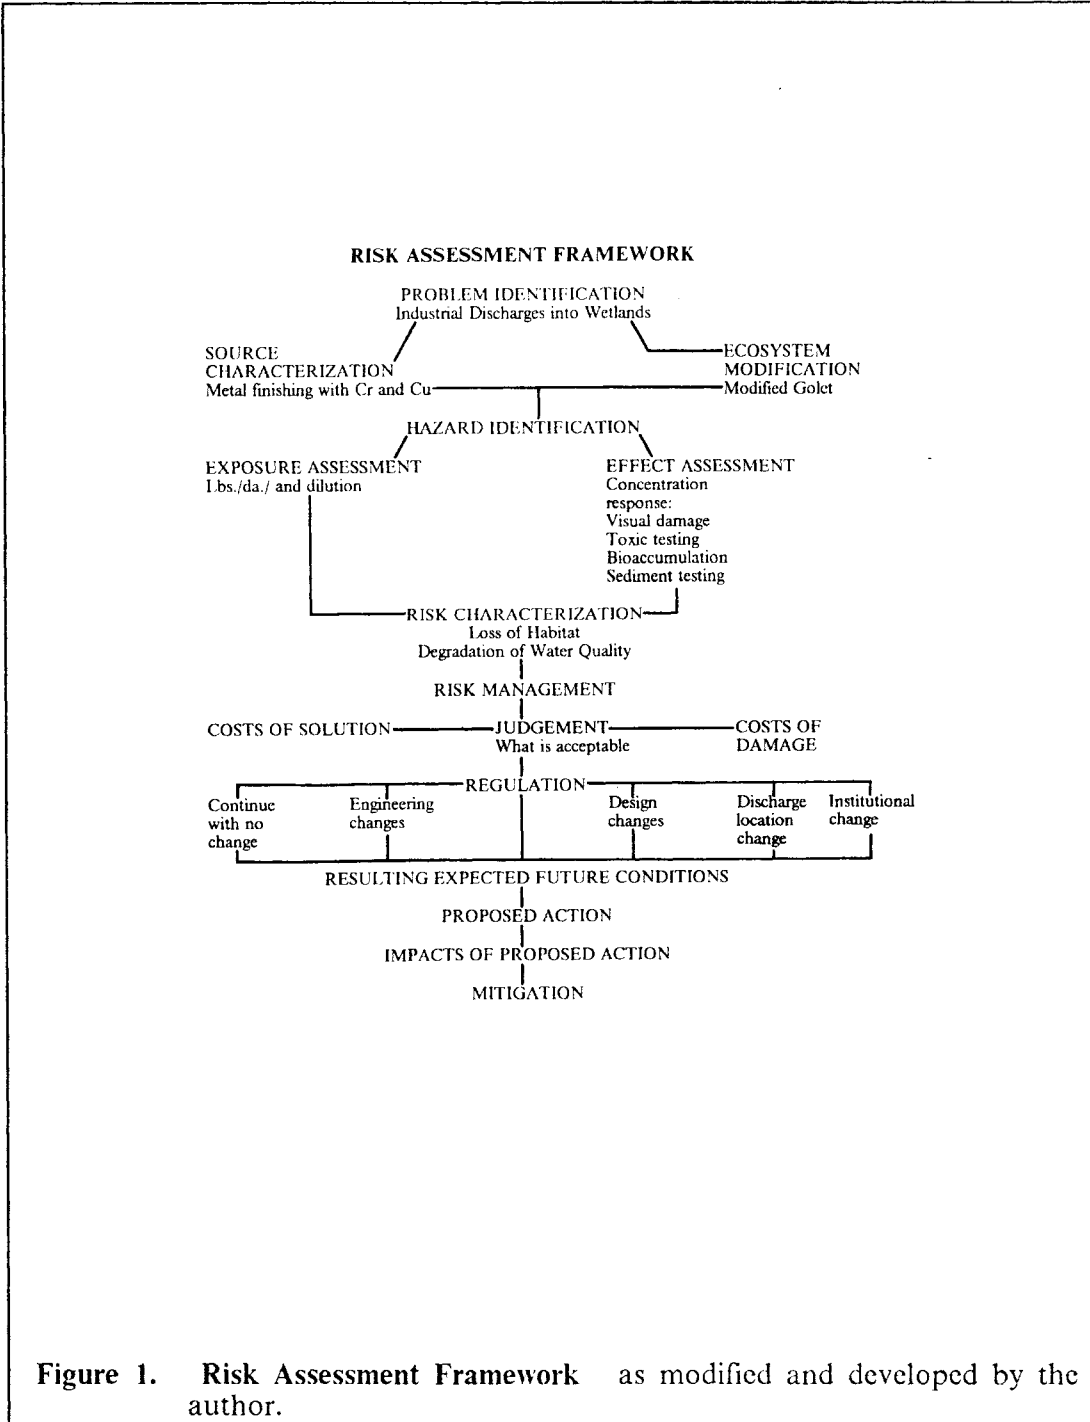 RISK ASSESSMENT FRAMEWORK
PROBLEM IDENTIFICATION
Industrial Discharges into Wetlands
SOURCE
CHARACTERIZATION
Metal finishing with Cr and Cu
ECOSYSTEM
MODIFICATION
Modified Golet
HAZARD IDENTIFICATION
EXPOSURE ASSESSMENT
Lbs./da./ and dilution
EFFECT ASSESSMENT
Concentration
response:
Visual damage
Toxic testing
Bioaccumulation
Sediment testing
RISK CHARACTERIZATION
Loss of Habitat
Degradation of Water Quality
RISK MANAGEMENT
COSTS OF SOLUTION
JUDGEMENT
What is acceptable
COSTS OF
DAMAGE
REGULATION
Continue
with no
change
Engineering
changes
Design
changes
Discharge
location
change
Institutional
change
RESULTING EXPECTED FUTURE CONDITIONS
PROPOSED ACTION
IMPACTS OF PROPOSED ACTION
MITIGATION
Figure 1. Risk Assessment Framework as modified and developed by the
author.